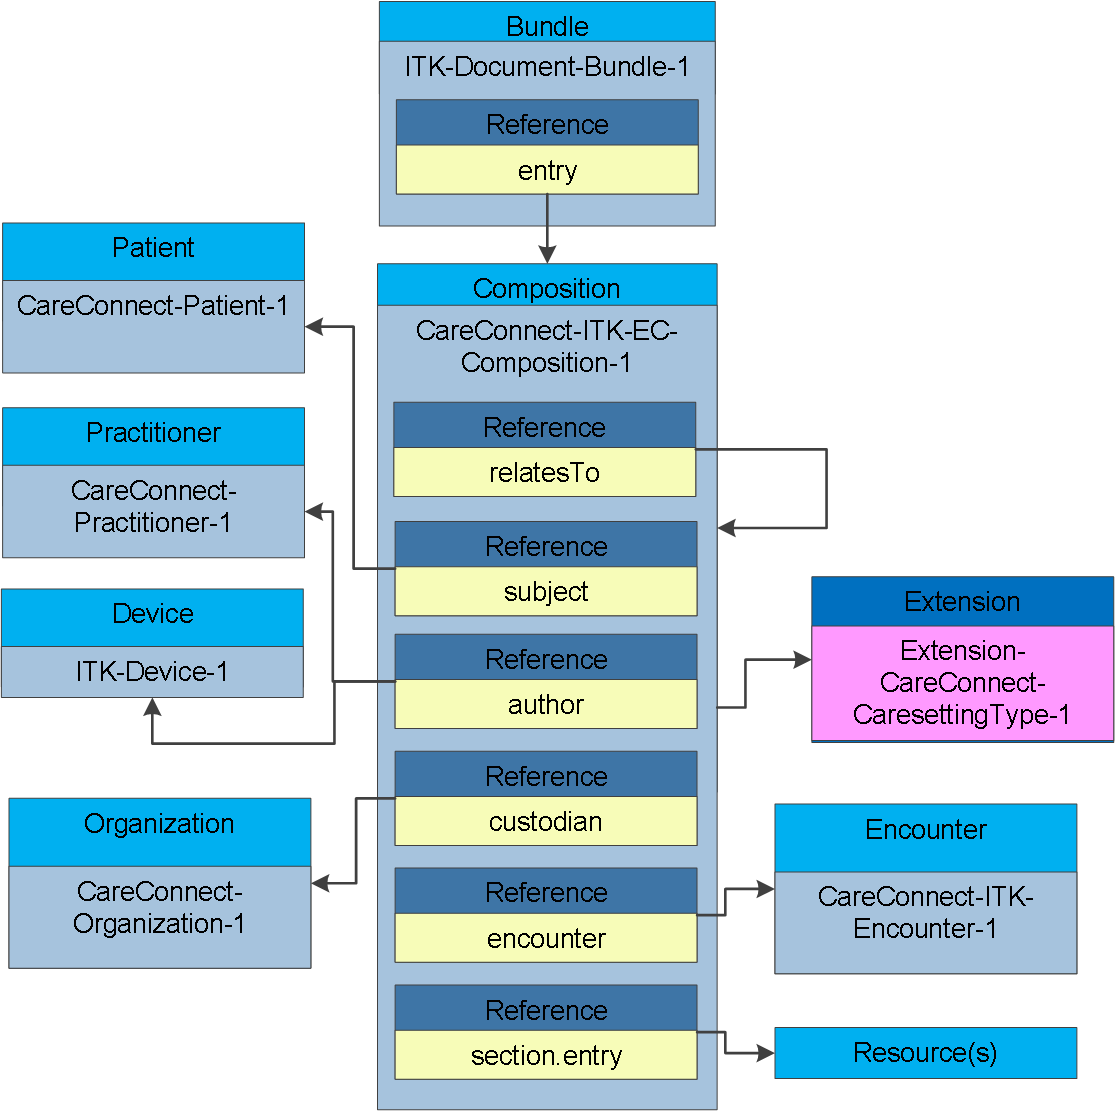 Bundle
ITK-Document-Bundle-1
Reference
entry
Patient
CareConnect-Patient-1
Practitioner
CareConnect-
Practitioner-1
Device
ITK-Device-1
Organization
CareConnect-
Organization-1
Composition
CareConnect-ITK-EC-
Composition-1
Reference
relatesTo
Reference
subject
Reference
author
Reference
custodian
Reference
encounter
Reference
section.entry
Extension
Extension-
CareConnect-
CaresettingType-1
Encounter
CareConnect-ITK-
Encounter-1
Resource(s)